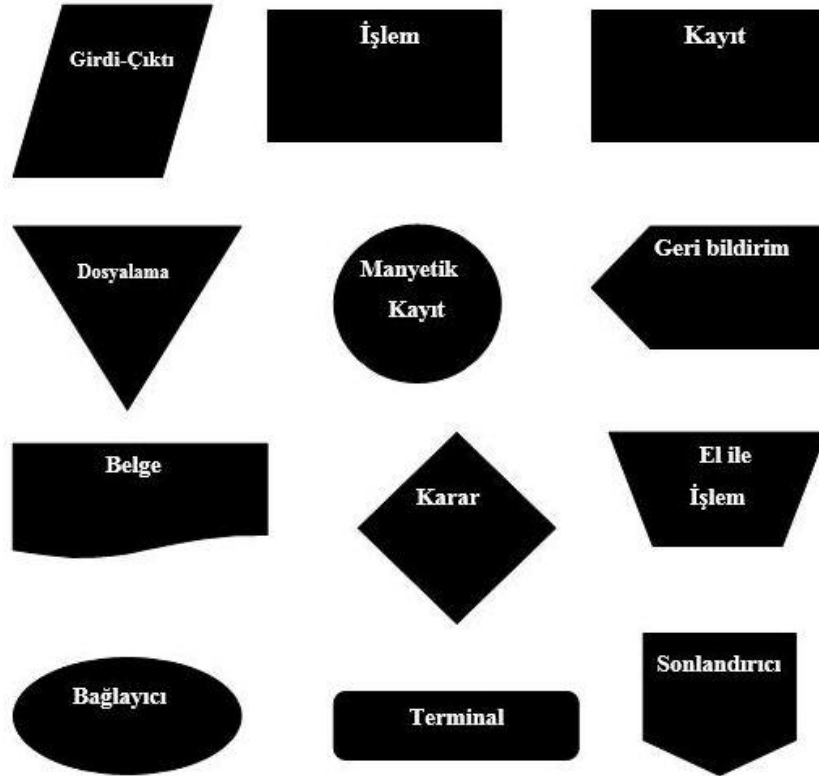 Girdi-Çıktı
İşlem
Kayıt
Dosyalama
Manyetik
Kayıt
Geri bildirim
Belge
Karar
El ile
İşlem
Bağlayıcı
Terminal
Sonlandırıcı